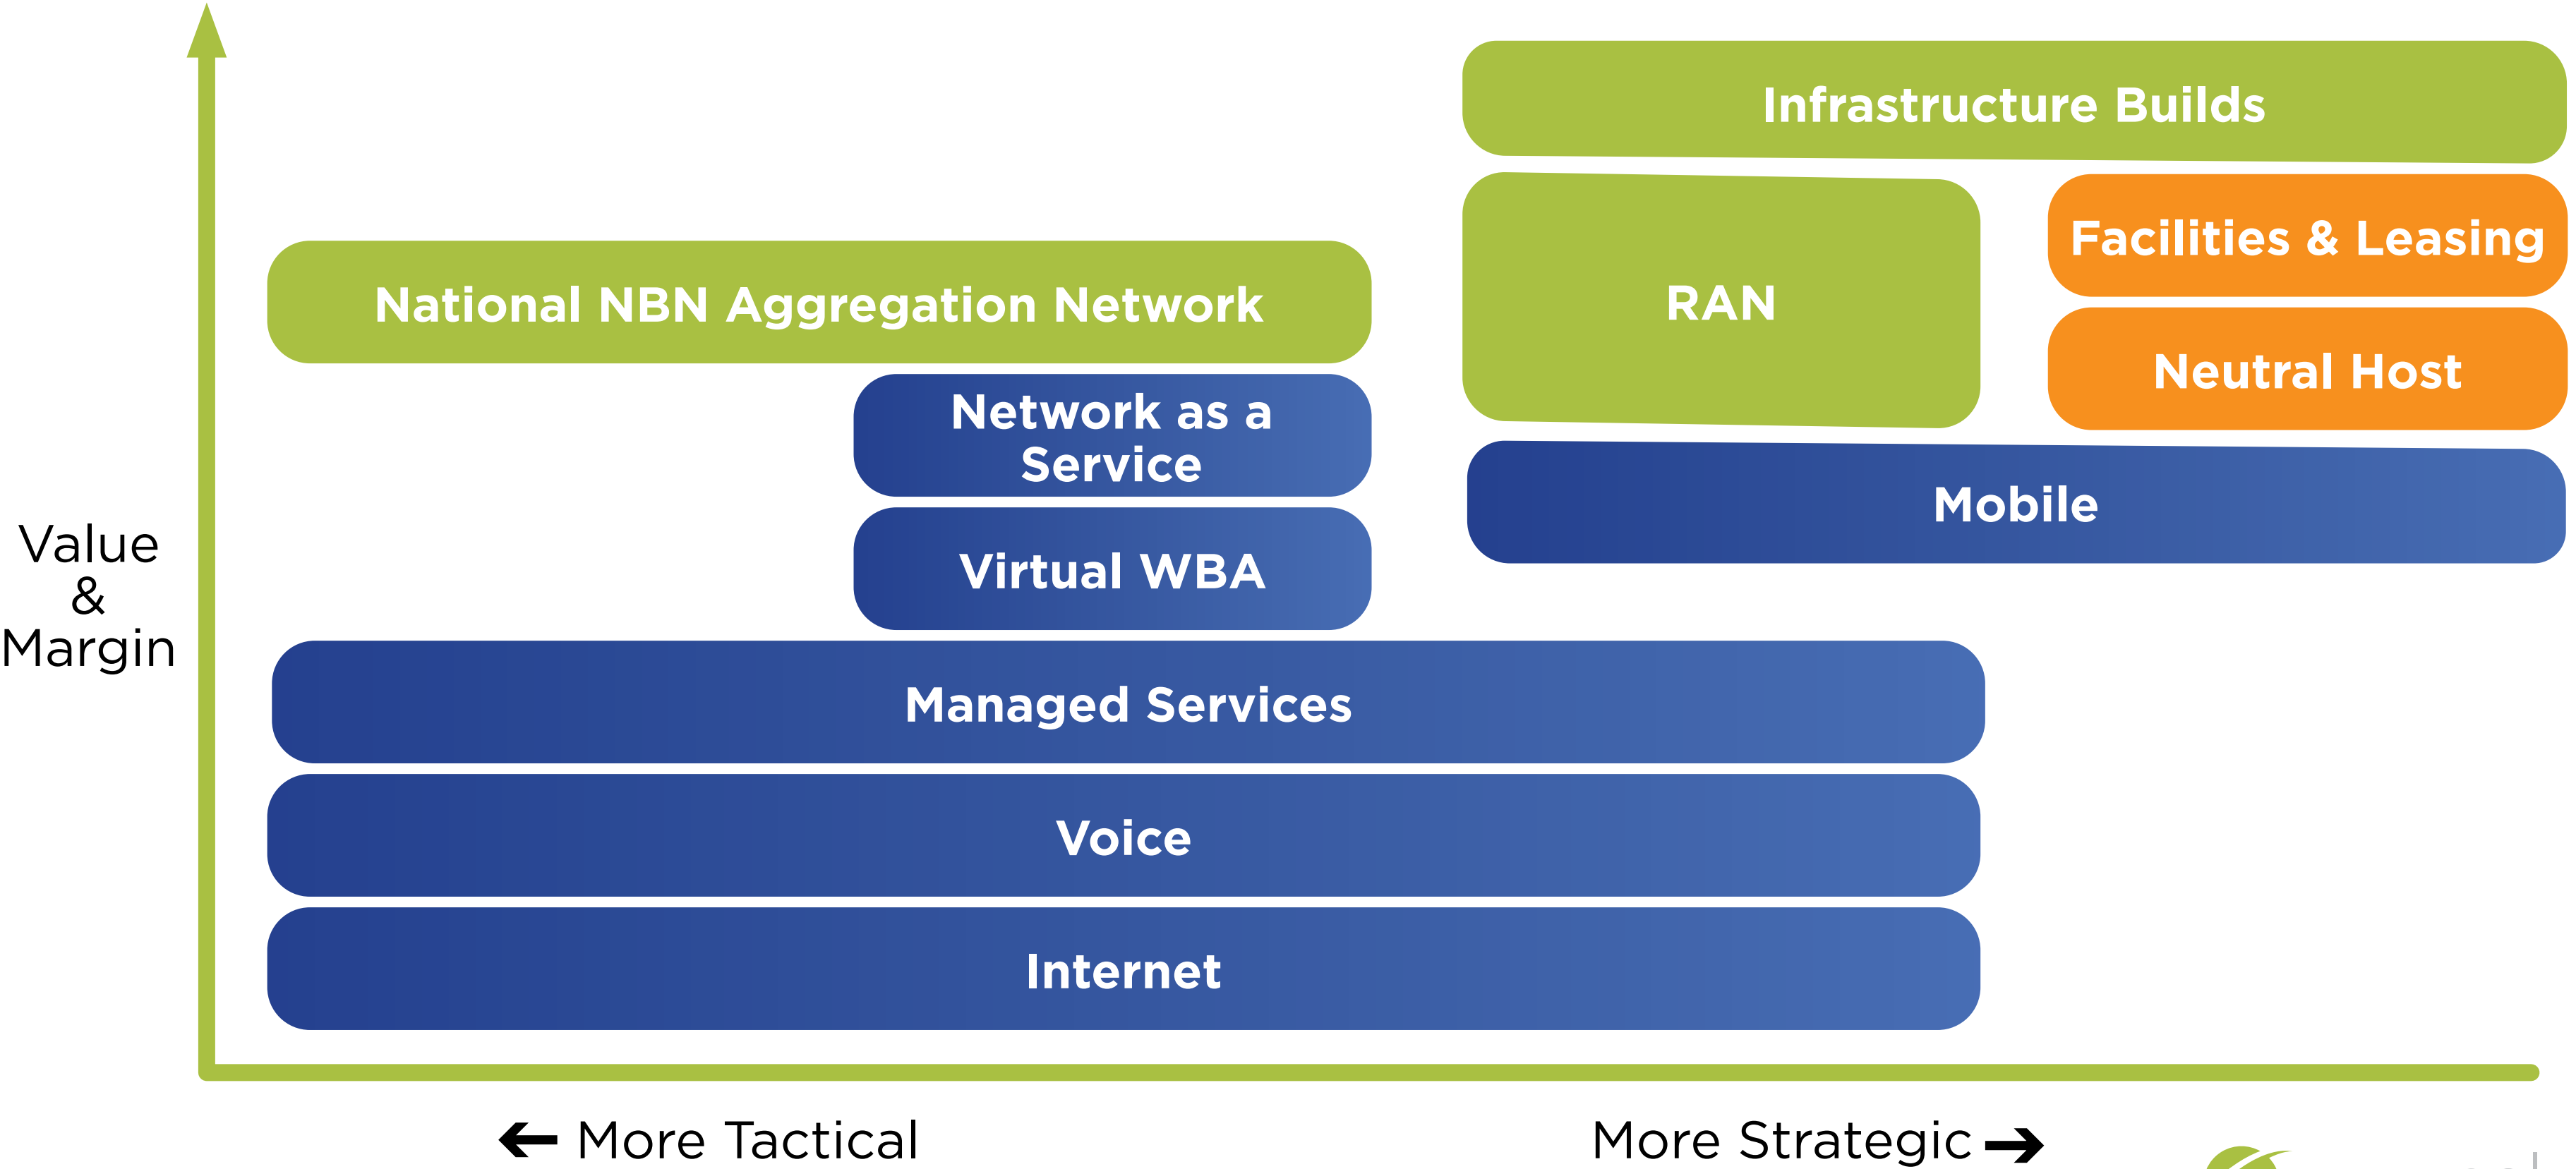 Infrastructure Builds
Facilities & Leasing
National NBN Aggregation Network
RAN
Neutral Host
Network as a
Service
Mobile
Virtual WBA
Value
&
Margin
Managed Services
Voice
Internet
More Tactical
More Strategic